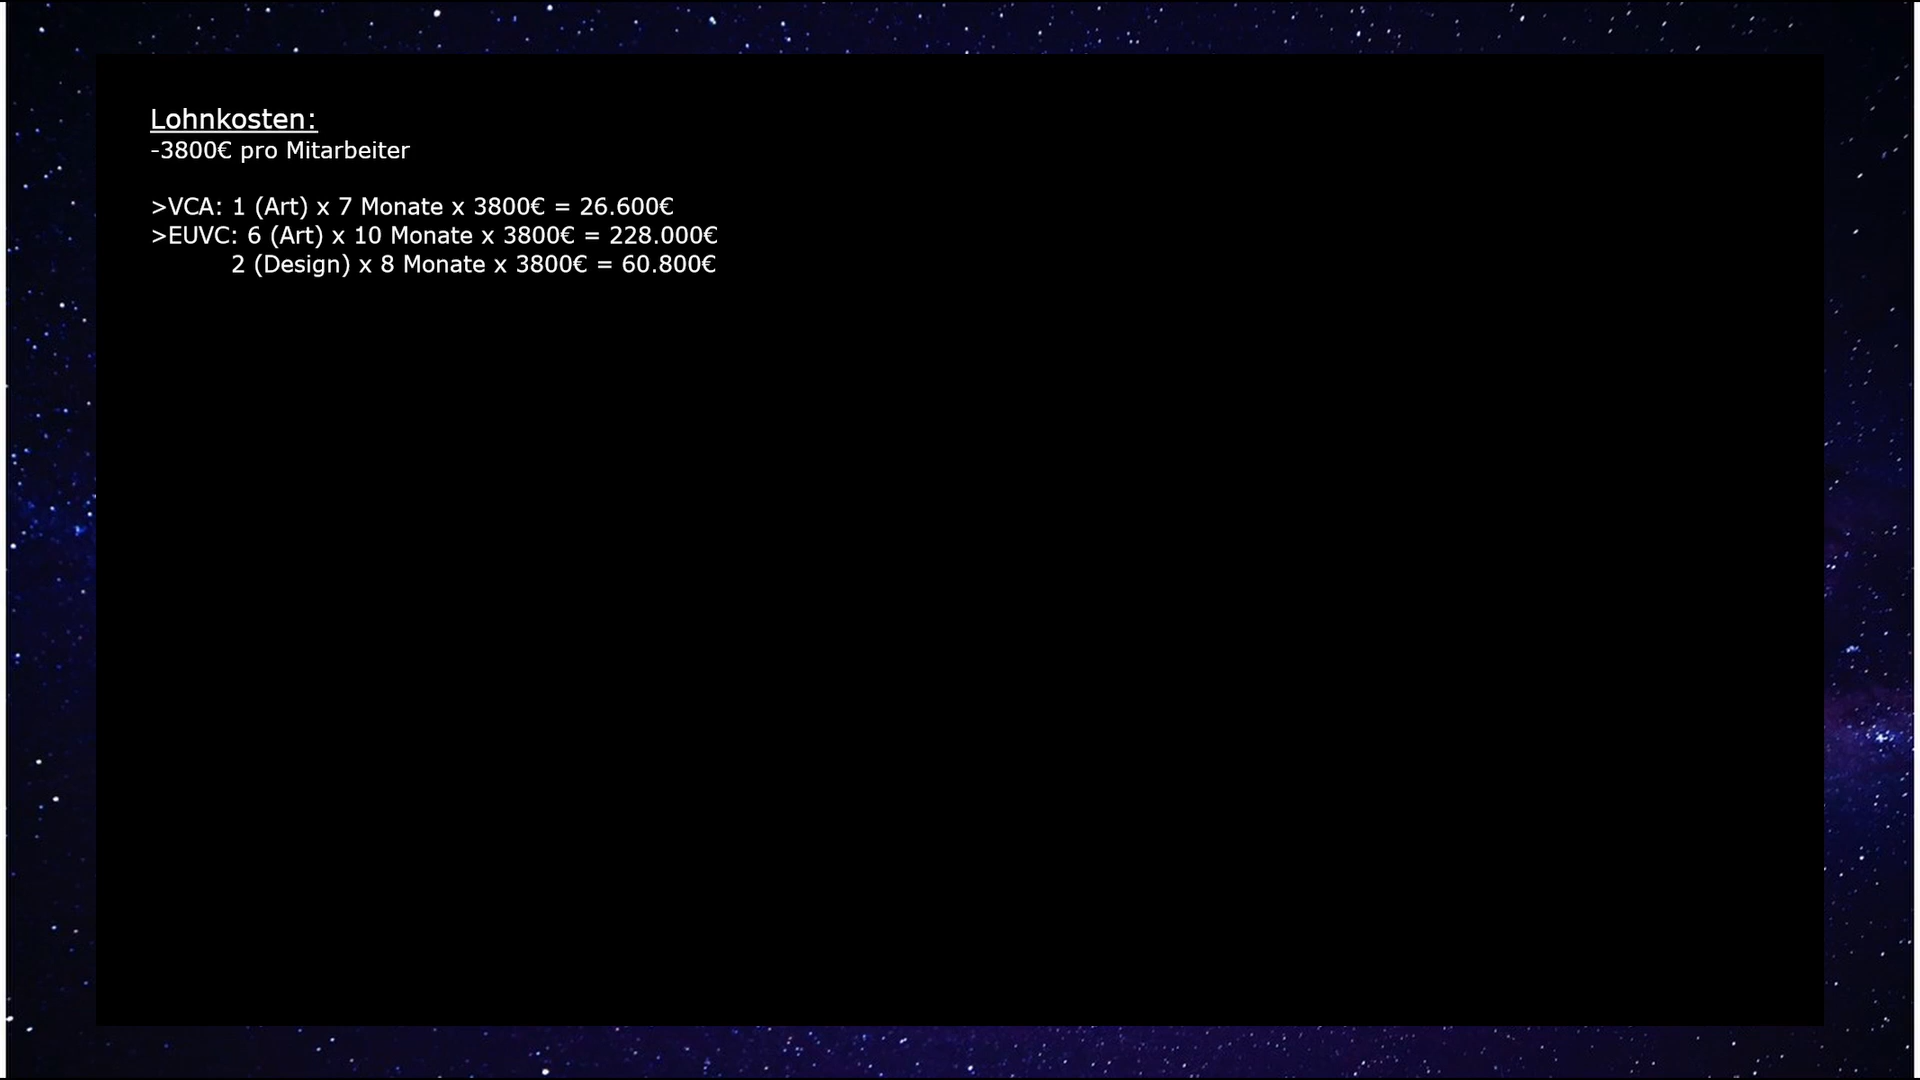 Lohnkosten:
-3800€ pro Mitarbeiter
>VCA: 1 (Art) x 7 Monate x 3800€ = 26.600€
>EUVC: 6 (Art) x 10 Monate x 3800€ = 228.000€
2 (Design) x 8 Monate x 3800€ = 60.800€